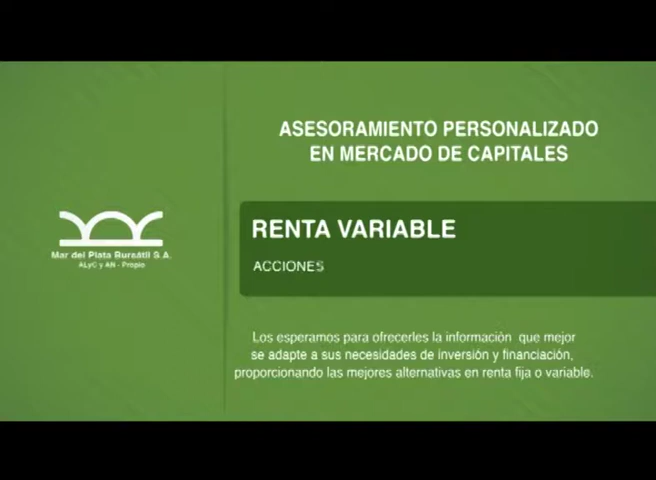 ASESORAMIENTO PERSONALIZADO
EN MERCADO DE CAPITALES
RENTA VARIABLE
ACCIONES
Mar del Plata Bursátil S.A.
ALyC y AN - Propio
Los esperamos para ofrecerles la información que mejor
se adapte a sus necesidades de inversión y financiación,
proporcionando las mejores alternativas en renta fija o variable.